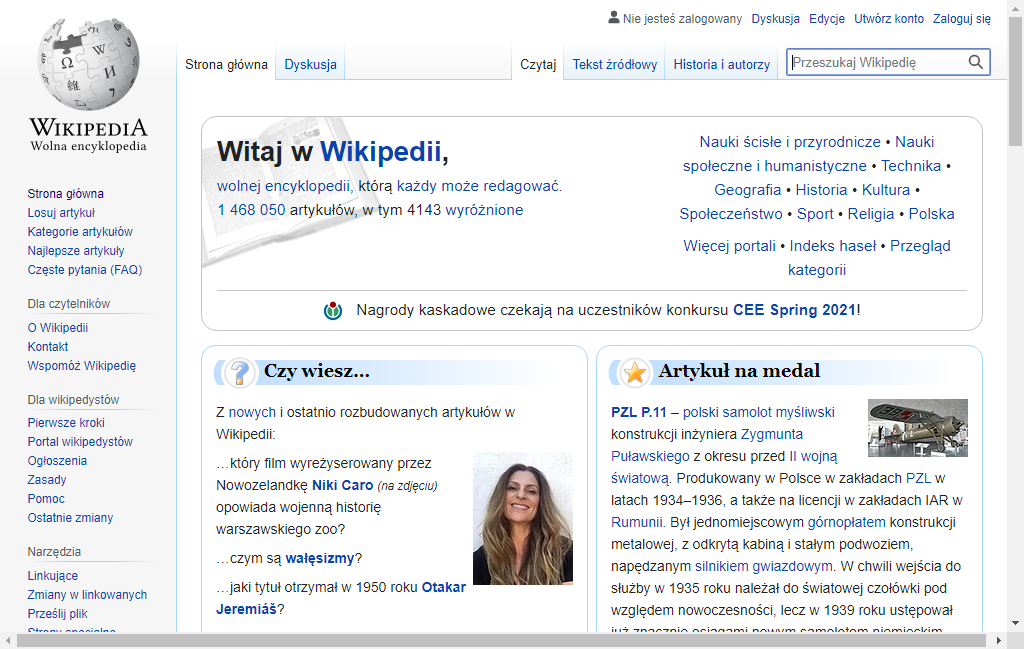 Nie jesteś zalogowany Dyskusja Edycje Utwórz konto Zaloguj się
Strona główna Dyskusja Czytaj Tekst źródłowy Historia i autorzy Przeszukaj Wikipedię
WIKIPEDIA
Wolna encyklopedia
Strona główna
Losuj artykuł
Kategorie artykułów
Najlepsze artykuły
Częste pytania (FAQ)
Dla czytelników
O Wikipedii
Kontakt
Wspomóż Wikipedię
Dla wikipedystów
Pierwsze kroki
Portal wikipedystów
Ogłoszenia
Zasady
Pomoc
Ostatnie zmiany
Narzędzia
Linkujące
Zmiany w linkowanych
Prześlij plik
Strony specjalne
Witaj w Wikipedii,
wolnej encyklopedii, którą każdy może redagować.
1 468 050 artykułów, w tym 4143 wyróżnione
Nauki ścisłe i przyrodnicze • Nauki
społeczne i humanistyczne • Technika •
Geografia • Historia • Kultura •
Społeczeństwo • Sport • Religia • Polska
Więcej portali • Indeks haseł • Przegląd
kategorii
Nagrody kaskadowe czekają na uczestników konkursu CEE Spring 2021!
Czy wiesz…
Z nowych i ostatnio rozbudowanych artykułów w
Wikipedii:
…który film wyreżyserowany przez
Nowozelandkę Niki Caro (na zdjęciu)
opowiada wojenną historię
warszawskiego zoo?
…czym są wałęsizmy?
…jaki tytuł otrzymał w 1950 roku Otakar
Jeremiáš?
Artykuł na medal
PZL P.11 – polski samolot myśliwski
konstrukcji inżyniera Zygmunta
Puławskiego z okresu przed II wojną
światową. Produkowany w Polsce w zakładach PZL w
latach 1934–1936, a także na licencji w zakładach IAR w
Rumunii. Był jednomiejscowym górnopłatem konstrukcji
metalowej, z odkrytą kabiną i stałym podwoziem,
napędzanym silnikiem gwiazdowym. W chwili wejścia do
służby w 1935 roku należał do światowej czołówki pod
względem nowoczesności, lecz w 1939 roku ustępował
już znacznie osiągami nowym samolotom niemieckim